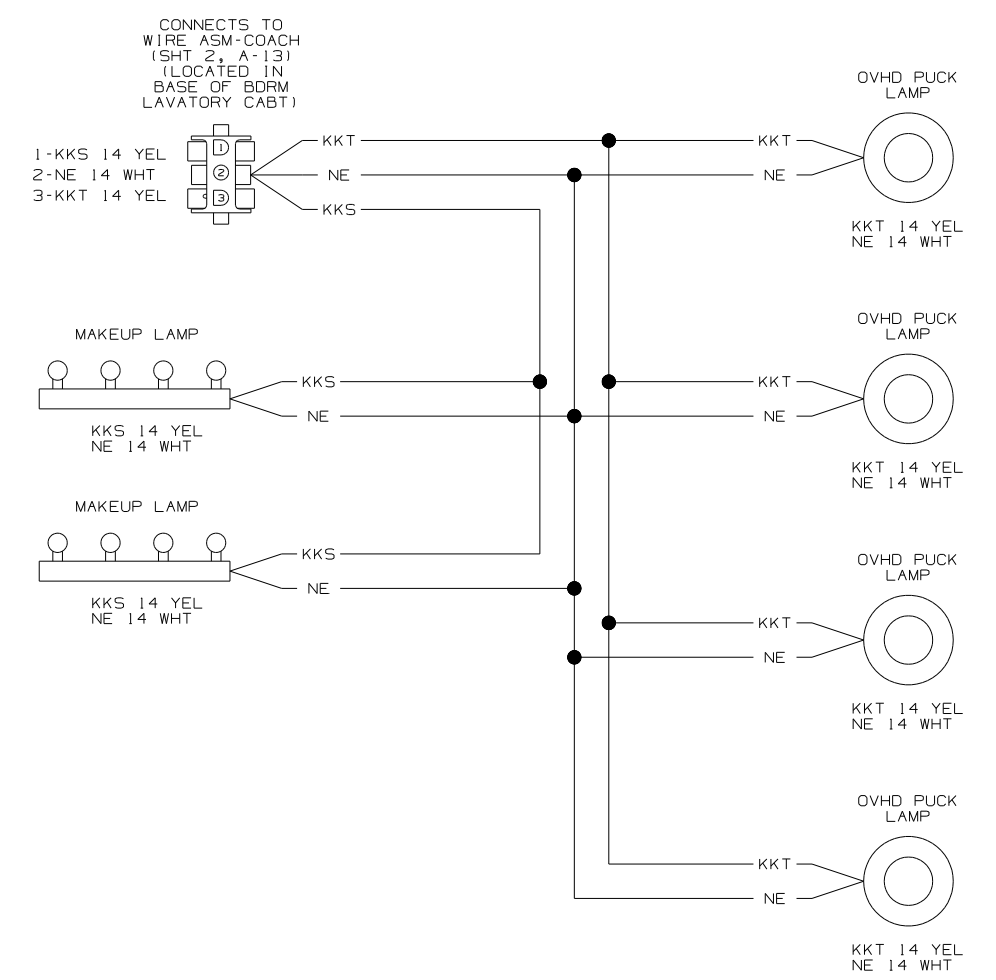 CONNECTS TO
WIRE ASM-COACH
(SHT 2, A-13)
(LOCATED IN
BASE OF BDRM
LAVATORY CABT)
OVHD PUCK
LAMP
1-KKS 14 YEL
2-NE 14 WHT
3-KKT 14 YEL
1
2
3
KKT
NE
KKS
KKT
NE
KKT 14 YEL
NE 14 WHT
MAKEUP LAMP
KKS
NE
KKS 14 YEL
NE 14 WHT
OVHD PUCK
LAMP
KKT
NE
KKT 14 YEL
NE 14 WHT
MAKEUP LAMP
KKS
NE
KKS 14 YEL
NE 14 WHT
OVHD PUCK
LAMP
KKT
NE
KKT 14 YEL
NE 14 WHT
OVHD PUCK
LAMP
KKT
NE
KKT 14 YEL
NE 14 WHT